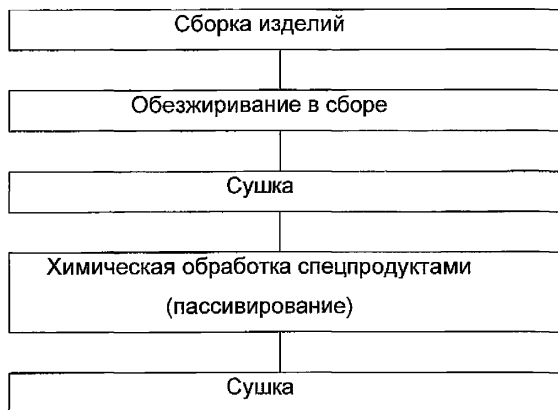 Сборка изделий
Обезжиривание в сборе
Сушка
Химическая обработка спецпродуктами
(пассивирование)
Сушка